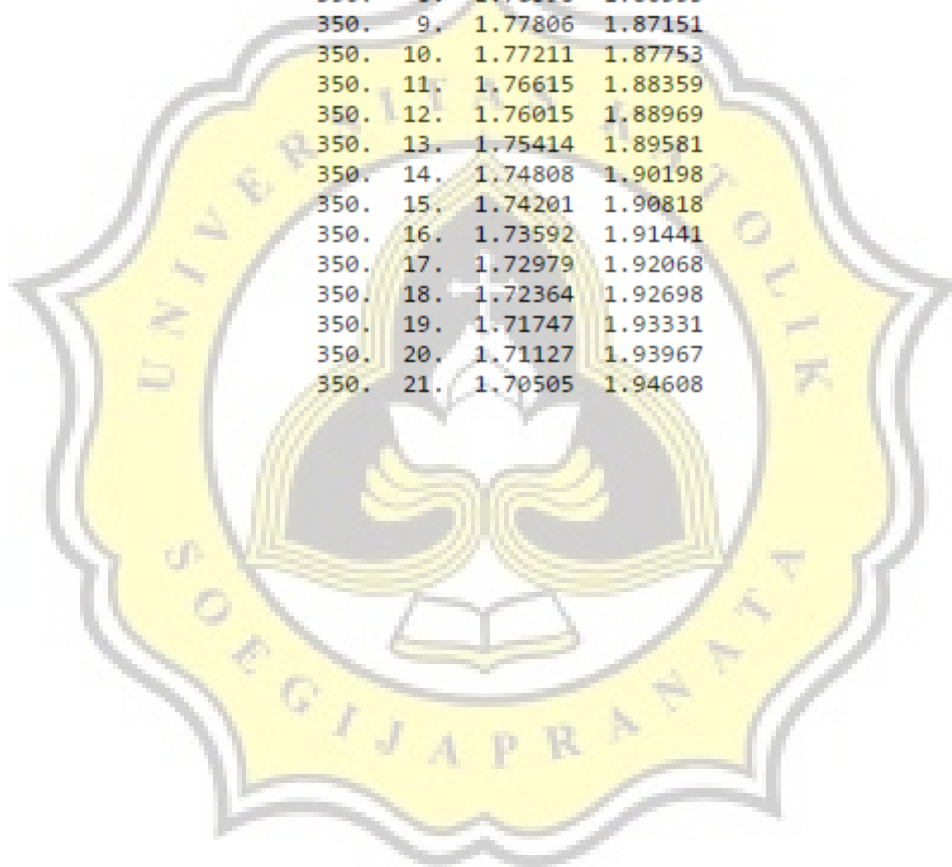 350. 9. 1.77806 1.87151
350. 10. 1.77211 1.87753
350. 11. 1.76615 1.88359
350. 12. 1.76015 1.88969
350. 13. 1.75414 1.89581
350. 14. 1.74808 1.90198
350. 15. 1.74201 1.90818
350. 16. 1.73592 1.91441
350. 17. 1.72979 1.92068
350. 18. 1.72364 1.92698
350. 19. 1.71747 1.93331
350. 20. 1.71127 1.93967
350. 21. 1.70505 1.94608
UNIVERSITAS KATOLIK
SOEGIJAPRANATA